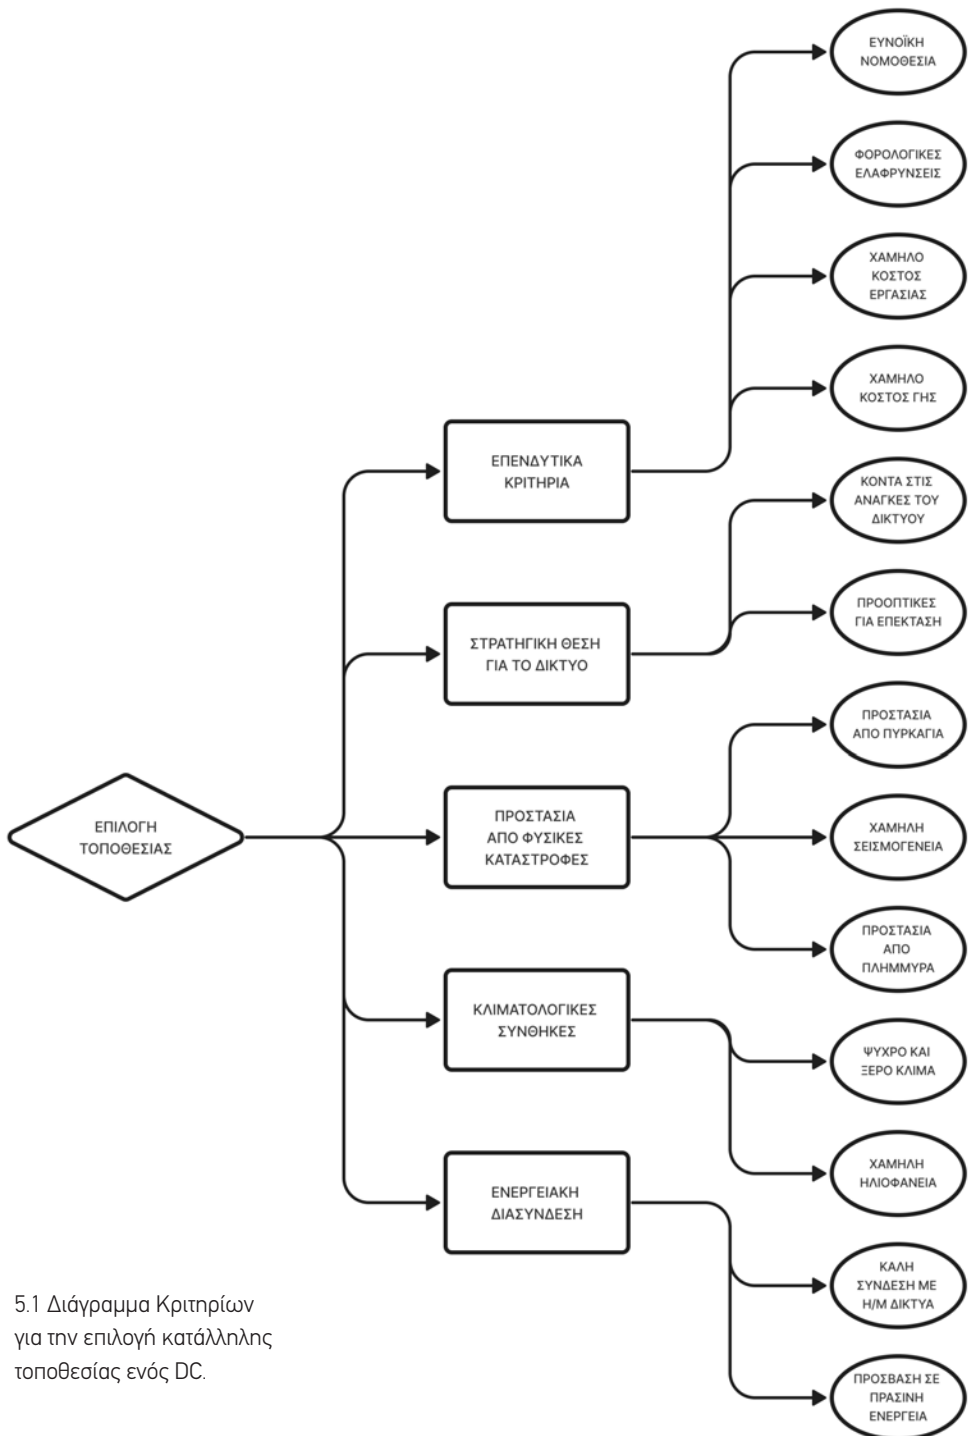 ΕΥΝΟΪΚΗ
ΝΟΜΟΘΕΣΙΑ
ΦΟΡΟΛΟΓΙΚΕΣ
ΕΛΑΦΡΥΝΣΕΙΣ
ΧΑΜΗΛΟ
ΚΟΣΤΟΣ
ΕΡΓΑΣΙΑΣ
ΧΑΜΗΛΟ
ΚΟΣΤΟΣ ΓΗΣ
ΕΠΕΝΔΥΤΙΚΑ
ΚΡΙΤΗΡΙΑ
ΚΟΝΤΑ ΣΤΙΣ
ΑΝΑΓΚΕΣ ΤΟΥ
ΔΙΚΤΥΟΥ
ΠΡΟΟΠΤΙΚΕΣ
ΓΙΑ ΕΠΕΚΤΑΣΗ
ΣΤΡΑΤΗΓΙΚΗ ΘΕΣΗ
ΓΙΑ ΤΟ ΔΙΚΤΥΟ
ΠΡΟΣΤΑΣΙΑ
ΑΠΟ ΠΥΡΚΑΓΙΑ
ΕΠΙΛΟΓΗ
ΤΟΠΟΘΕΣΙΑΣ
ΠΡΟΣΤΑΣΙΑ
ΑΠΟ ΦΥΣΙΚΕΣ
ΚΑΤΑΣΤΡΟΦΕΣ
ΧΑΜΗΛΗ
ΣΕΙΣΜΟΓΕΝΕΙΑ
ΠΡΟΣΤΑΣΙΑ
ΑΠΟ
ΠΛΗΜΜΥΡΑ
ΚΛΙΜΑΤΟΛΟΓΙΚΕΣ
ΣΥΝΘΗΚΕΣ
ΨΥΧΡΟ ΚΑΙ
ΞΕΡΟ ΚΛΙΜΑ
ΧΑΜΗΛΗ
ΗΛΙΟΦΑΝΕΙΑ
ΕΝΕΡΓΕΙΑΚΗ
ΔΙΑΣΥΝΔΕΣΗ
ΚΑΛΗ
ΣΥΝΔΕΣΗ ΜΕ
Η/Μ ΔΙΚΤΥΑ
ΠΡΟΣΒΑΣΗ ΣΕ
ΠΡΑΣΙΝΗ
ΕΝΕΡΓΕΙΑ
5.1 Διάγραμμα Κριτηρίων
για την επιλογή κατάλληλης
τοποθεσίας ενός DC.